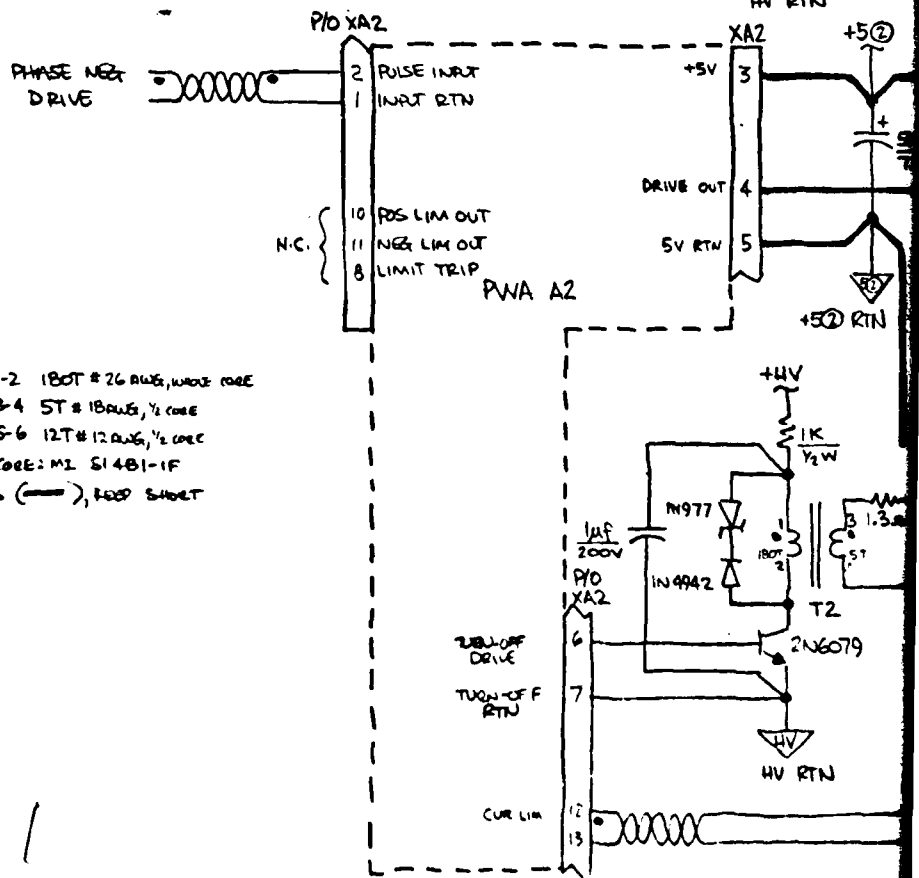 HV RTN
P/O XA2
XA2
+5②
PHASE NEG
DRIVE
2 PULSE INPUT
1 INPUT RTN
+5V 3
+
DRIVE OUT 4
N.C.
10 POS LIM OUT
11 NEG LIM OUT
8 LIMIT TRIP
5V RTN 5
PWA A2
5②
+5② RTN
-2 180T #26 AWG, WHOLE CORE
3-4 5T #18AWG, ½ CORE
5-6 12T #12AWG, ½ CORE
CORE: MI S1481-1F
(), KEEP SHORT
+HV
1K
½W
1N977
1µf
200V
1
180T
2
3
5T
1.3Ω
1N4942
T2
P/O
XA2
TURN-OFF
DRIVE
6
2N6079
TURN-OFF
RTN
7
HV
HV RTN
CUR LIM 12
13